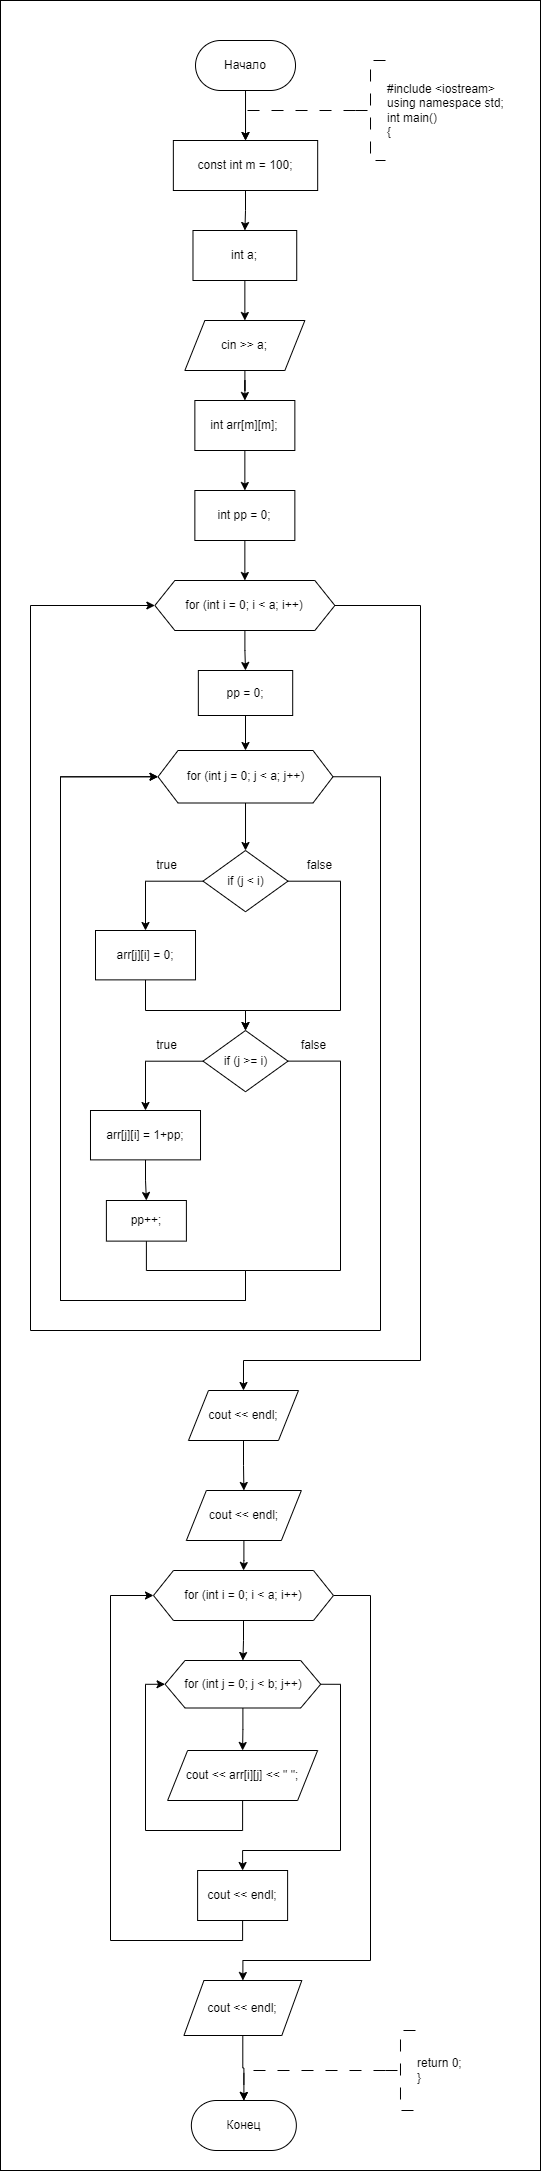 Начало
#include <iostream>
using namespace std;
int main()
{
const int m = 100;
int a;
cin >> a;
int arr[m][m];
int pp = 0;
for (int i = 0; i < a; i++)
pp = 0;
for (int j = 0; j < a; j++)
true
false
if (j < i)
arr[j][i] = 0;
true
false
if (j >= i)
arr[j][i] = 1+pp;
pp++;
cout << endl;
cout << endl;
for (int i = 0; i < a; i++)
for (int j = 0; j < b; j++)
cout << arr[i][j] << " ";
cout << endl;
cout << endl;
return 0;
}
Конец